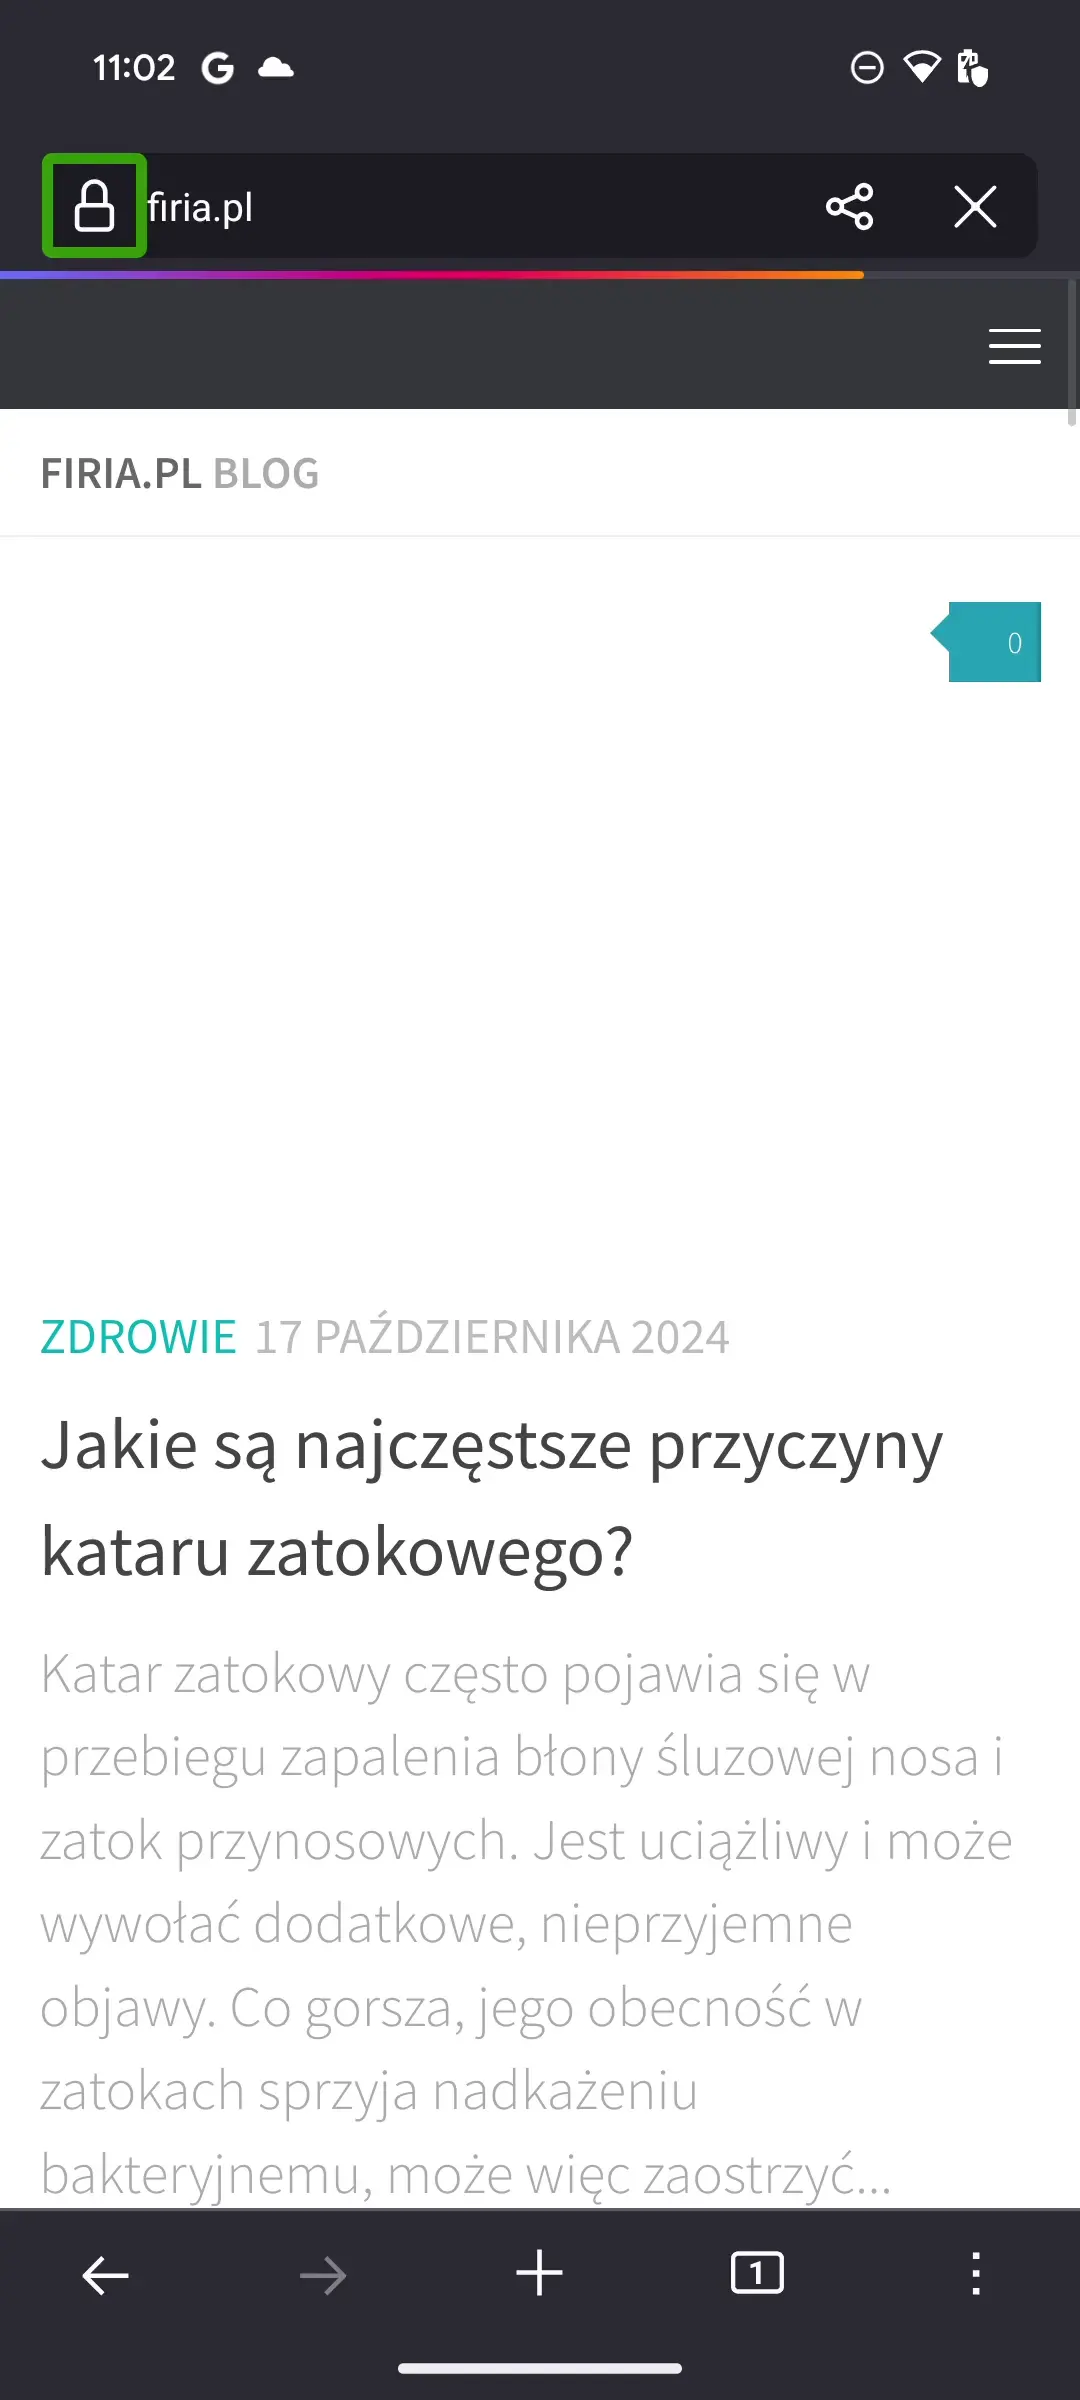 11:02
firia.pl
FIRIA.PL BLOG
0
ZDROWIE 17 PAŹDZIERNIKA 2024
Jakie są najczęstsze przyczyny
kataru zatokowego?
Katar zatokowy często pojawia się w
przebiegu zapalenia błony śluzowej nosa i
zatok przynosowych. Jest uciążliwy i może
wywołać dodatkowe, nieprzyjemne
objawy. Co gorsza, jego obecność w
zatokach sprzyja nadkażeniu
bakteryjnemu, może więc zaostrzyć...
1